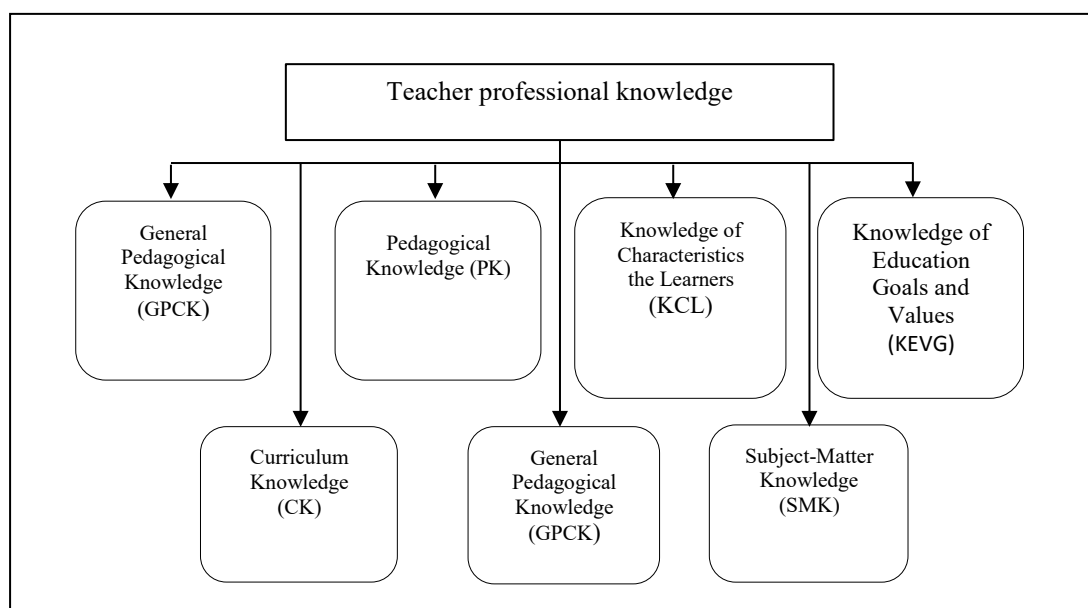 Teacher professional knowledge
General
Pedagogical
Knowledge
(GPCK)
Pedagogical
Knowledge (PK)
Knowledge of
Characteristics
the Learners
(KCL)
Knowledge of
Education
Goals and
Values
(KEVG)
Curriculum
Knowledge
(CK)
General
Pedagogical
Knowledge
(GPCK)
Subject-Matter
Knowledge
(SMK)